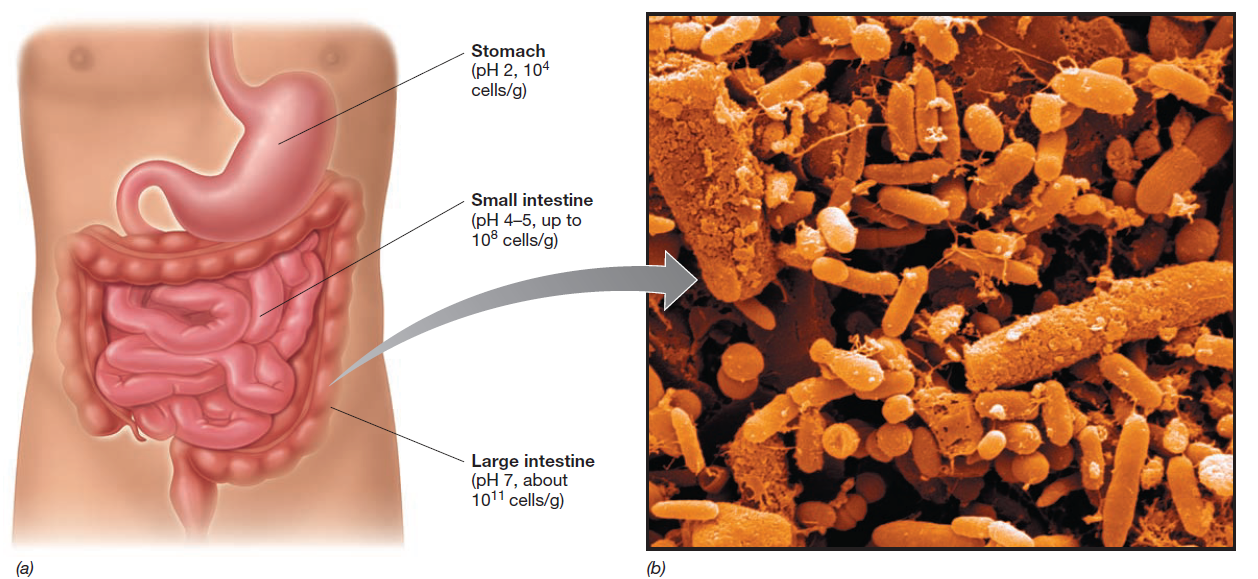 Stomach
(pH 2, 10⁴
cells/g)
Small intestine
(pH 4–5, up to
10⁸ cells/g)
Large intestine
(pH 7, about
10¹¹ cells/g)
(a)
(b)